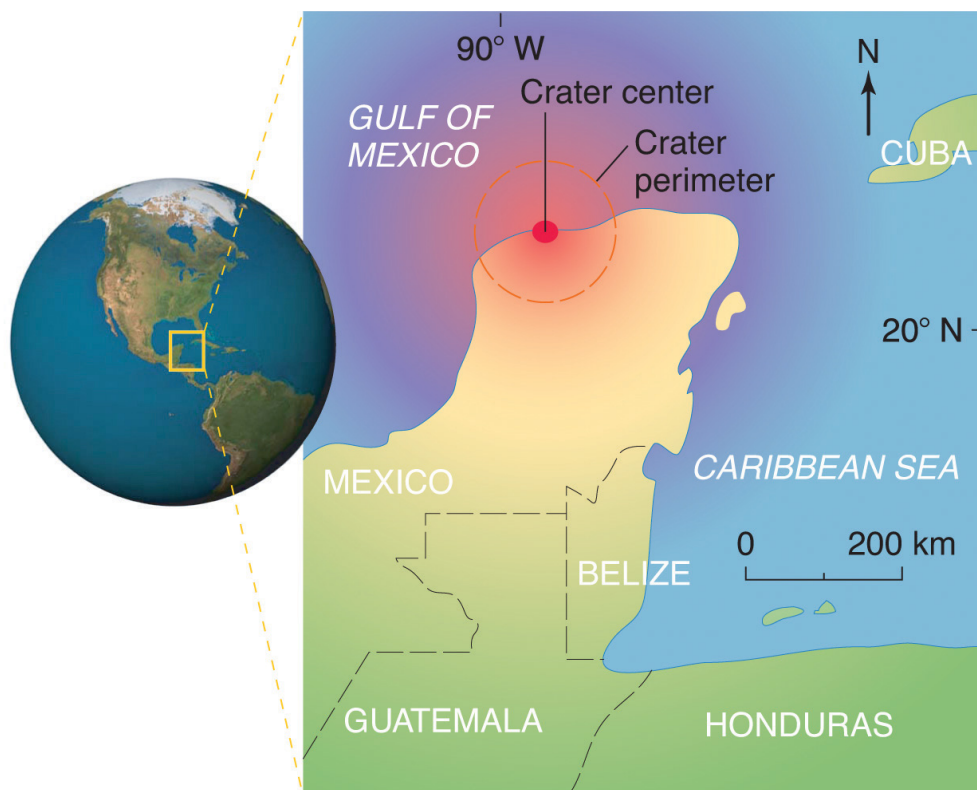 90° W
N
Crater center
GULF OF
MEXICO
Crater
perimeter
CUBA
20° N
CARIBBEAN SEA
MEXICO
0 200 km
BELIZE
GUATEMALA
HONDURAS